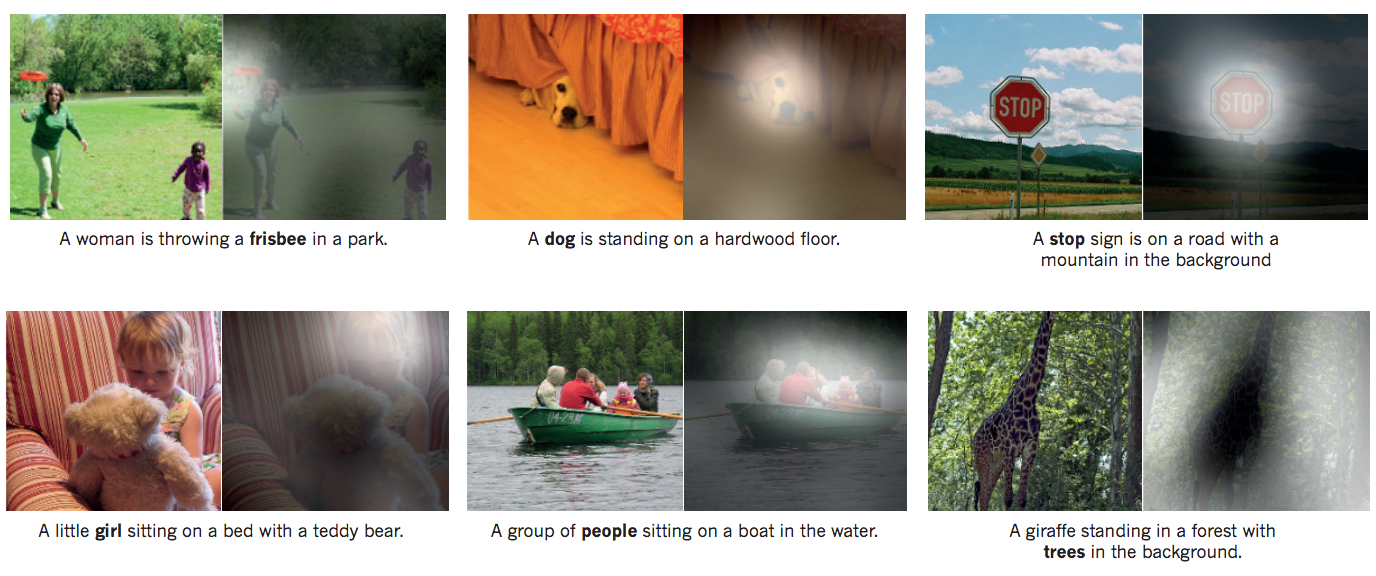 STOP
STOP
A woman is throwing a frisbee in a park.
A dog is standing on a hardwood floor.
A stop sign is on a road with a
mountain in the background
A little girl sitting on a bed with a teddy bear.
A group of people sitting on a boat in the water.
A giraffe standing in a forest with
trees in the background.